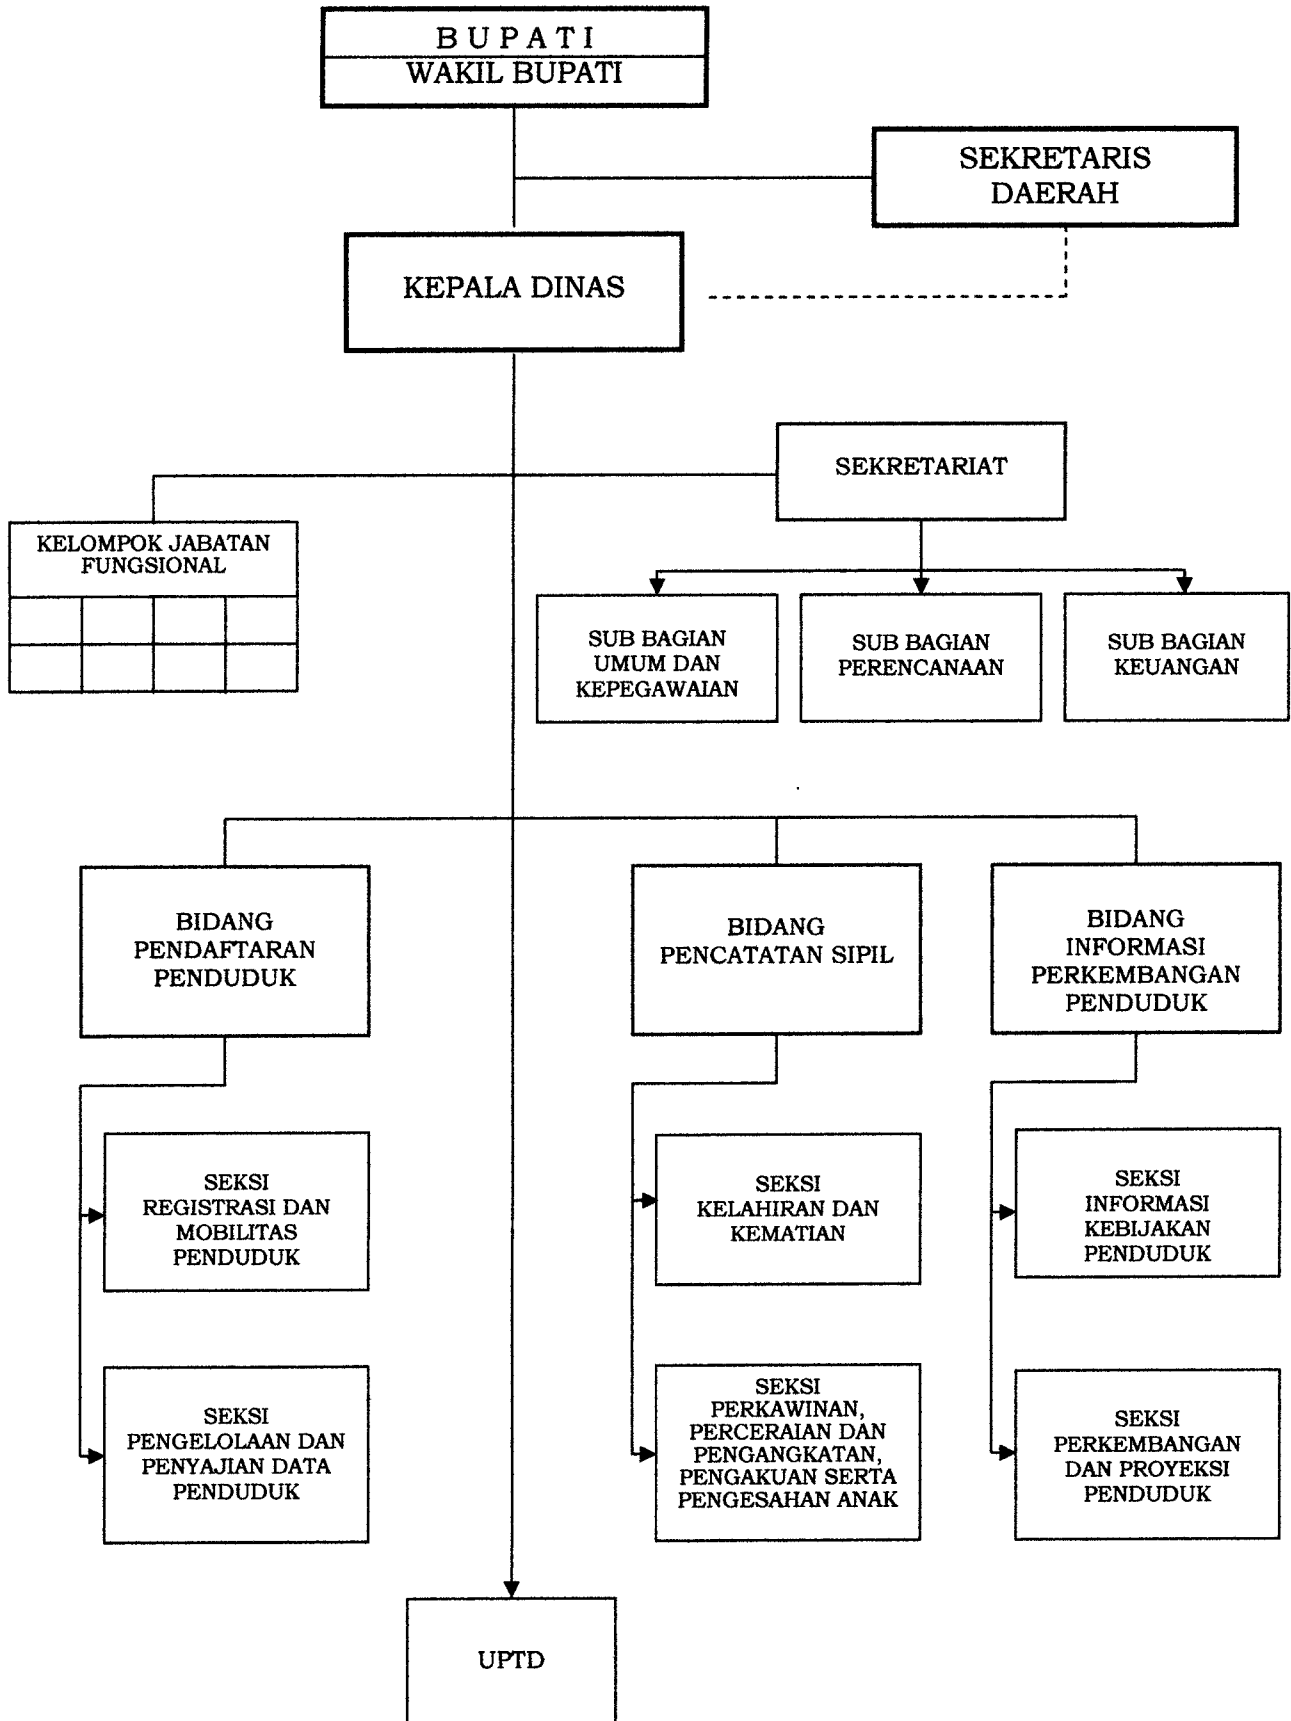 B U P A T I
WAKIL BUPATI
SEKRETARIS
DAERAH
KEPALA DINAS
SEKRETARIAT
KELOMPOK JABATAN
FUNGSIONAL
SUB BAGIAN
UMUM DAN
KEPEGAWAIAN
SUB BAGIAN
PERENCANAAN
SUB BAGIAN
KEUANGAN
BIDANG
PENDAFTARAN
PENDUDUK
BIDANG
PENCATATAN SIPIL
BIDANG
INFORMASI
PERKEMBANGAN
PENDUDUK
SEKSI
REGISTRASI DAN
MOBILITAS
PENDUDUK
SEKSI
KELAHIRAN DAN
KEMATIAN
SEKSI
INFORMASI
KEBIJAKAN
PENDUDUK
SEKSI
PENGELOLAAN DAN
PENYAJIAN DATA
PENDUDUK
SEKSI
PERKAWINAN,
PERCERAIAN DAN
PENGANGKATAN,
PENGAKUAN SERTA
PENGESAHAN ANAK
SEKSI
PERKEMBANGAN
DAN PROYEKSI
PENDUDUK
UPTD